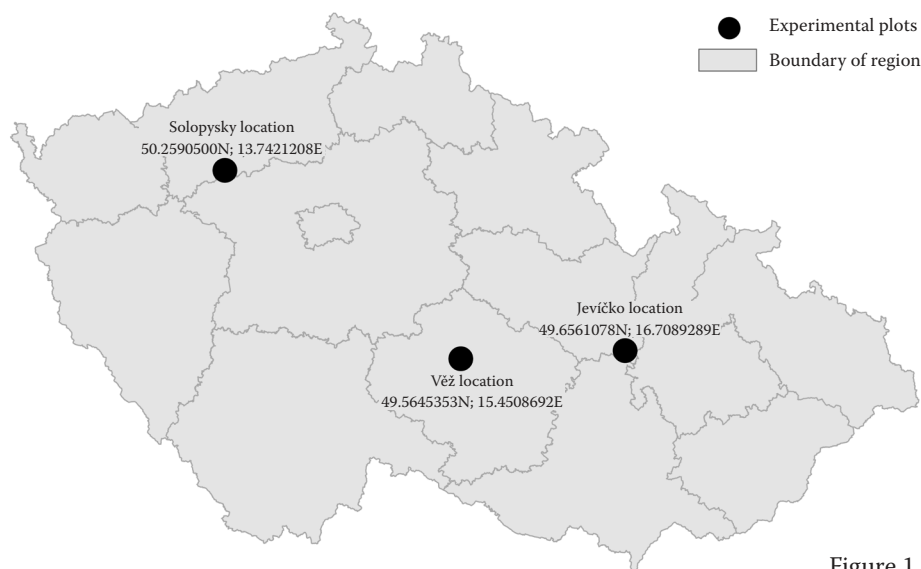 Experimental plots
Boundary of region
Solopysky location
50.2590500N; 13.7421208E
Jevíčko location
49.6561078N; 16.7089289E
Věž location
49.5645353N; 15.4508692E
Figure 1